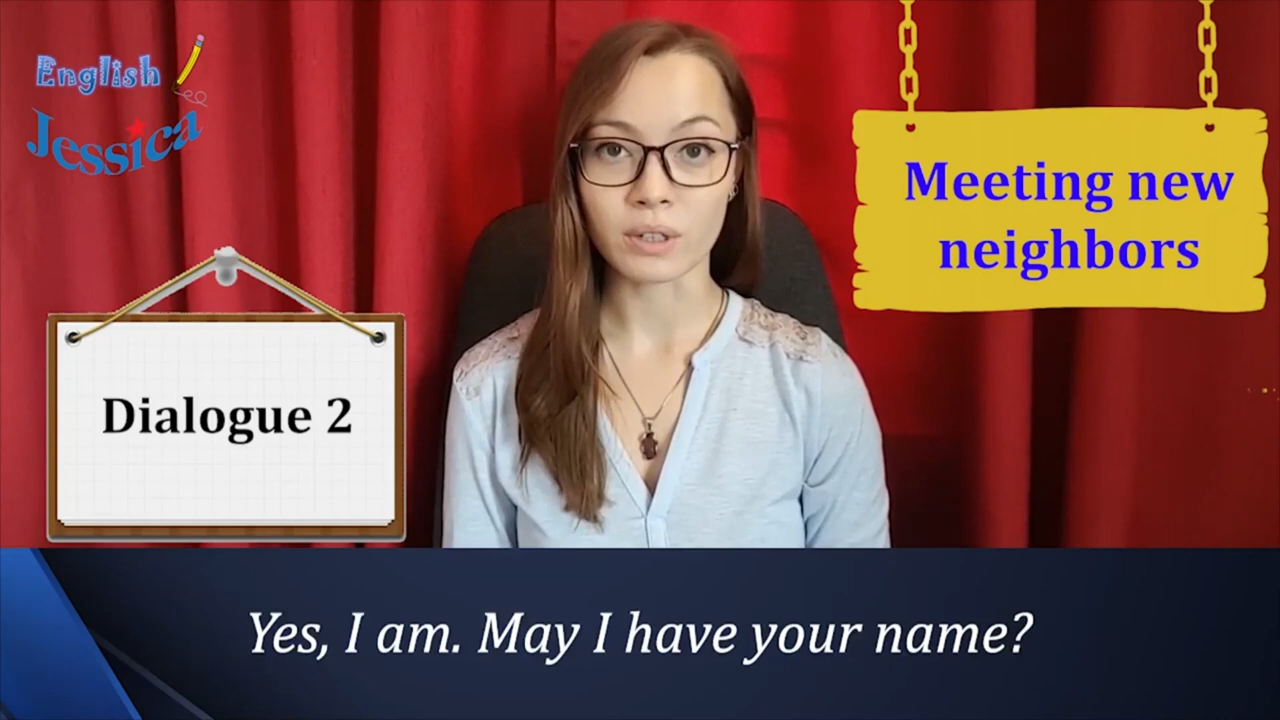 English
Jessica
Meeting new
neighbors
Dialogue 2
Yes, I am. May I have your name?